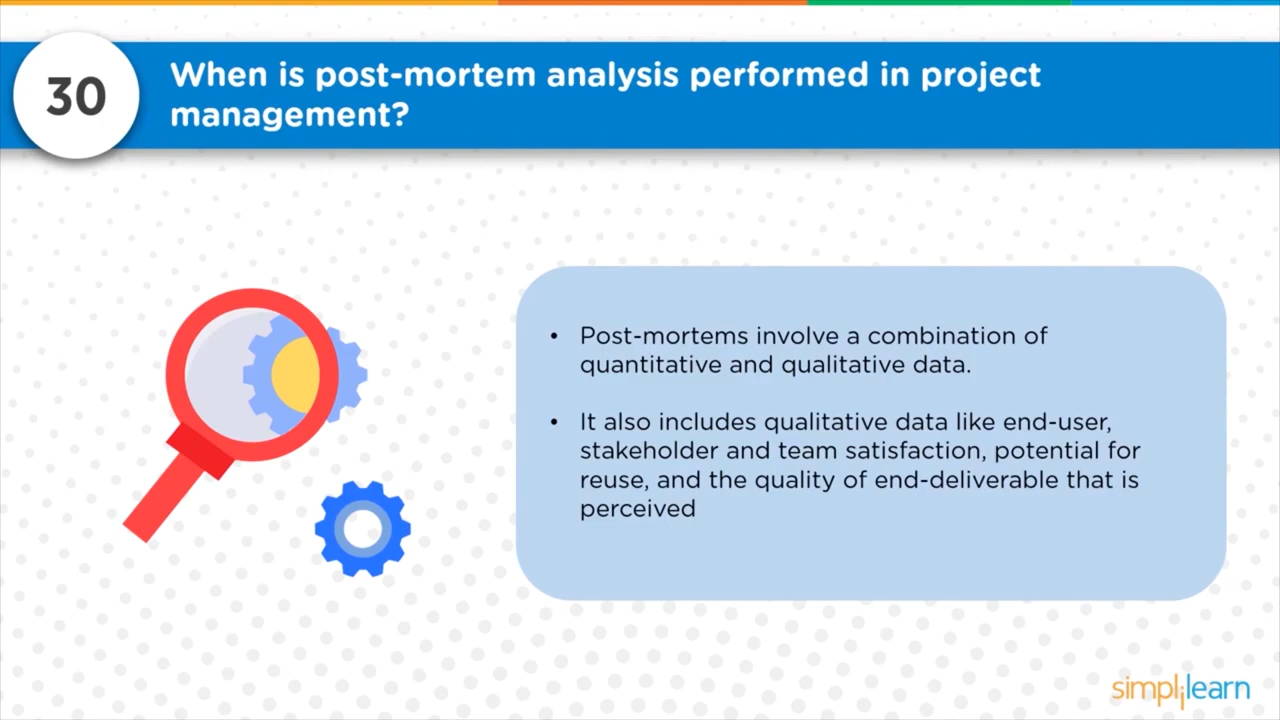 30
When is post-mortem analysis performed in project
management?
• Post-mortems involve a combination of
quantitative and qualitative data.
• It also includes qualitative data like end-user,
stakeholder and team satisfaction, potential for
reuse, and the quality of end-deliverable that is
perceived
simplilearn